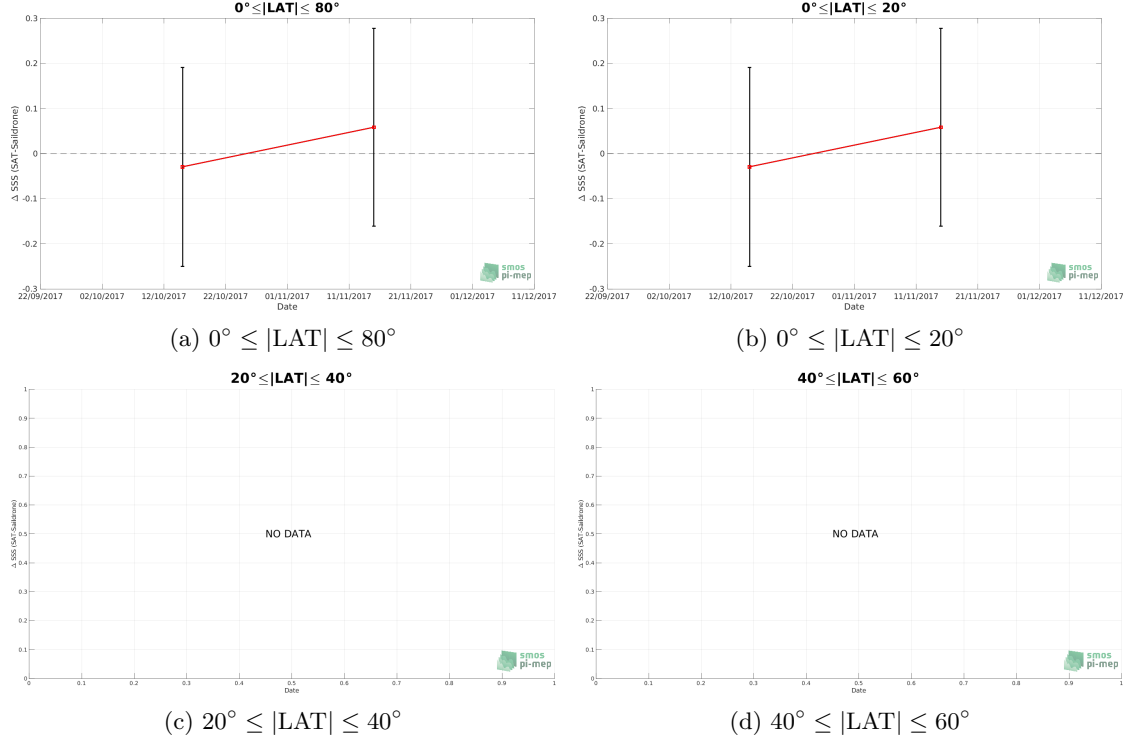 0°≤|LAT|≤ 80°
0.3
0.2
0.1
0
-0.1
-0.2
-0.3
Δ SSS (SAT-Saildrone)
22/09/2017 02/10/2017 12/10/2017 22/10/2017 01/11/2017 11/11/2017 21/11/2017 01/12/2017 11/12/2017
Date
smos
pi-mep
(a) 0° ≤ |LAT| ≤ 80°
0°≤|LAT|≤ 20°
0.3
0.2
0.1
0
-0.1
-0.2
-0.3
Δ SSS (SAT-Saildrone)
22/09/2017 02/10/2017 12/10/2017 22/10/2017 01/11/2017 11/11/2017 21/11/2017 01/12/2017 11/12/2017
Date
smos
pi-mep
(b) 0° ≤ |LAT| ≤ 20°
20°≤|LAT|≤ 40°
1
0.9
0.8
0.7
0.6
0.5
0.4
0.3
0.2
0.1
0
Δ SSS (SAT-Saildrone)
NO DATA
0 0.1 0.2 0.3 0.4 0.5 0.6 0.7 0.8 0.9 1
Date
smos
pi-mep
(c) 20° ≤ |LAT| ≤ 40°
40°≤|LAT|≤ 60°
1
0.9
0.8
0.7
0.6
0.5
0.4
0.3
0.2
0.1
0
Δ SSS (SAT-Saildrone)
NO DATA
0 0.1 0.2 0.3 0.4 0.5 0.6 0.7 0.8 0.9 1
Date
smos
pi-mep
(d) 40° ≤ |LAT| ≤ 60°